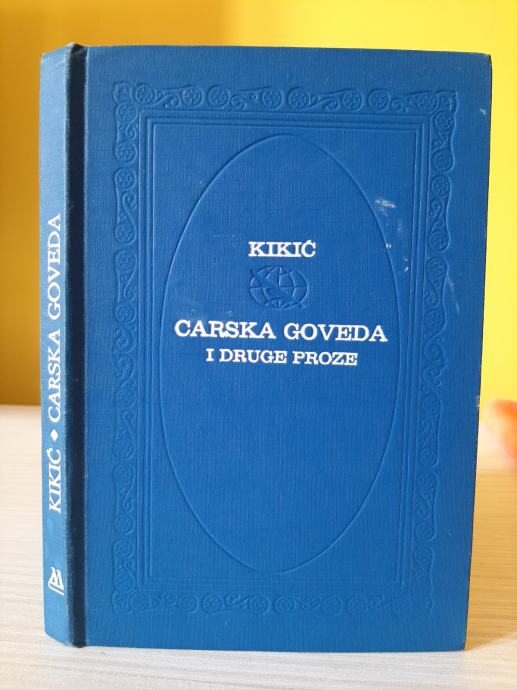 KIKIĆ
CARSKA GOVEDA
I DRUGE PROZE
KIKIĆ ♦ CARSKA GOVEDA